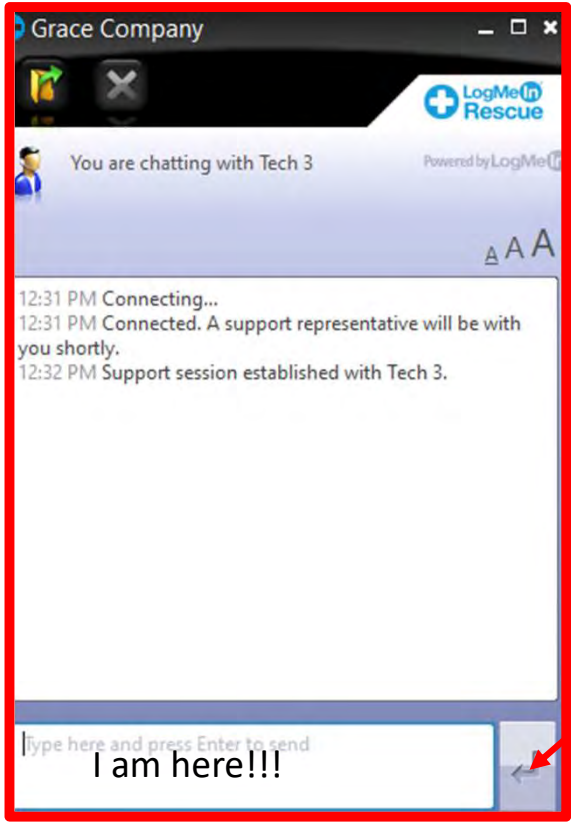 Grace Company
LogMeIn
Rescue
You are chatting with Tech 3
Powered by LogMeIn
A A A
12:31 PM Connecting...
12:31 PM Connected. A support representative will be with
you shortly.
12:32 PM Support session established with Tech 3.
Type here and press Enter to send
I am here!!!